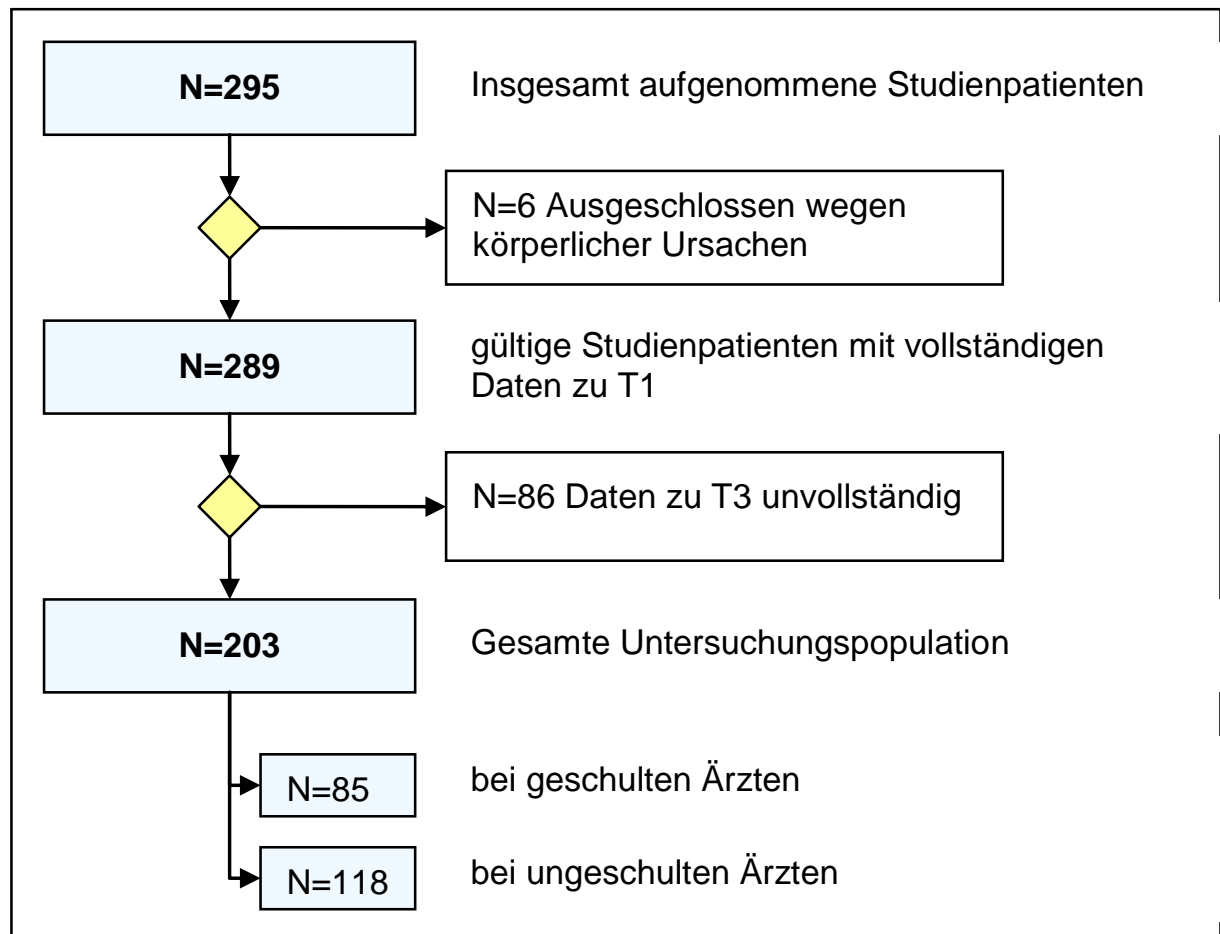 N=295
Insgesamt aufgenommene Studienpatienten
N=6 Ausgeschlossen wegen
körperlicher Ursachen
N=289
gültige Studienpatienten mit vollständigen
Daten zu T1
N=86 Daten zu T3 unvollständig
N=203
Gesamte Untersuchungspopulation
N=85
bei geschulten Ärzten
N=118
bei ungeschulten Ärzten